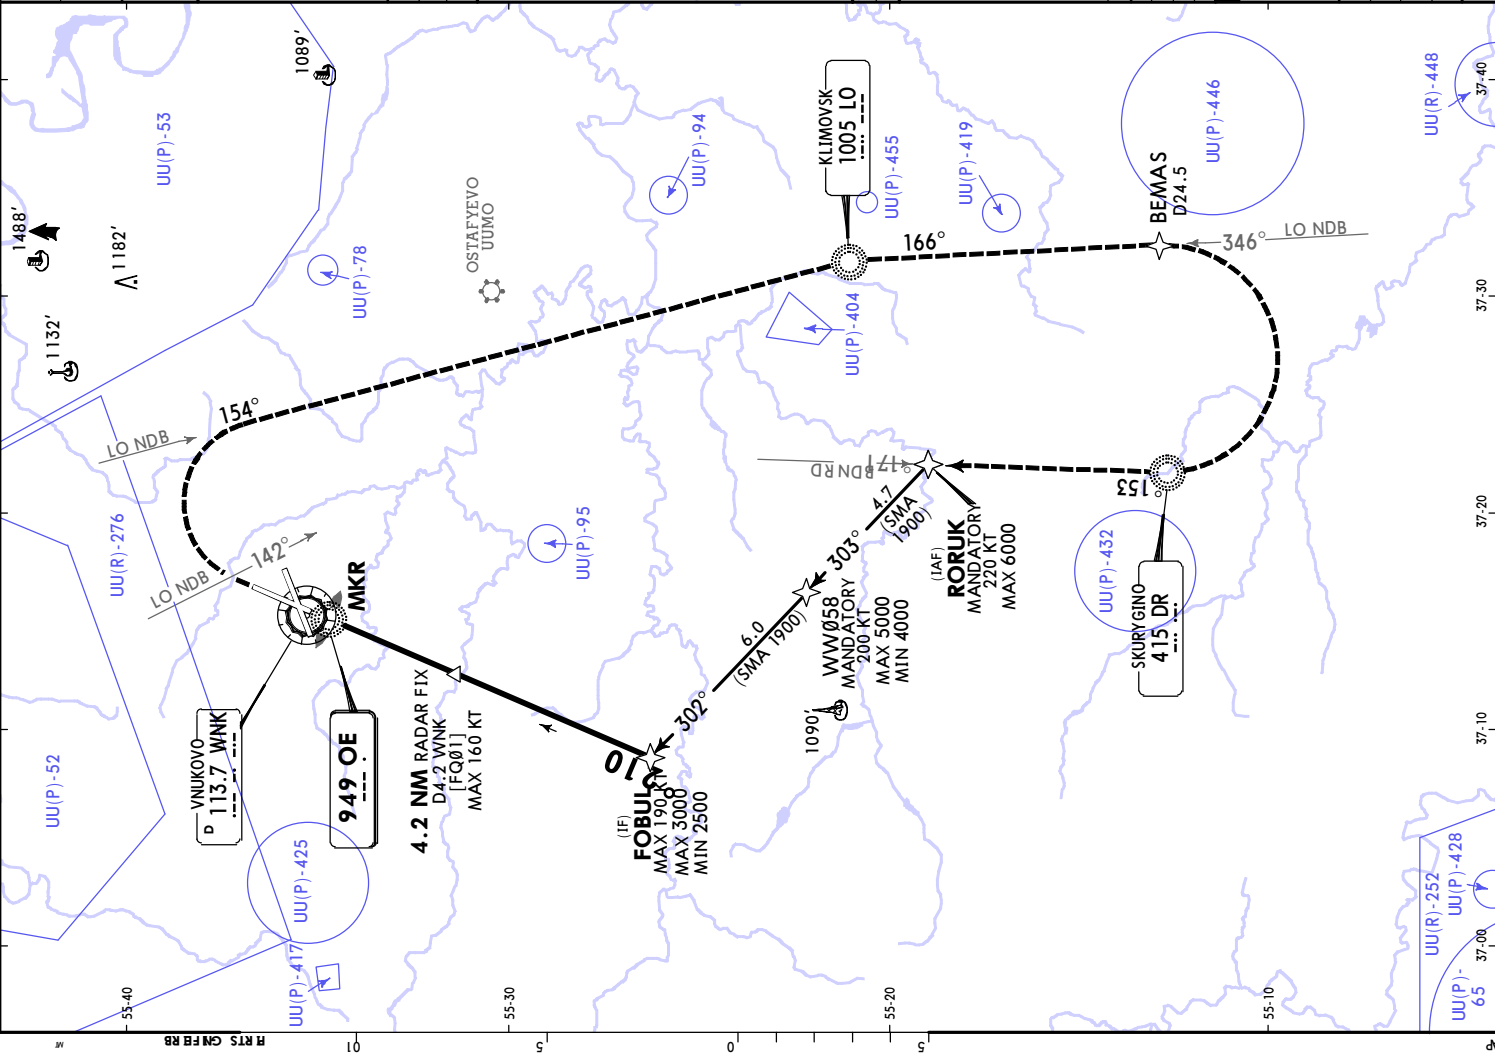 1089'
UU(P)-53
1488'
1182'
1132'
UU(P)-78
OSTAFYEVO
UUMO
UU(P)-94
KLIMOVSK
1005 LO
UU(P)-455
UU(P)-419
UU(P)-446
UU(R)-448
37-40
BEMAS
D24.5
166°
346°
LO NDB
37-30
UU(P)-404
154°
LO NDB
UU(R)-276
LO NDB
142°
MKR
UU(P)-95
171°
4.7
(SMA
1900)
303°
(IAF)
RORUK
MANDATORY
220 KT
MAX 6000
153°
37-20
UU(P)-432
SKURYGINO
415 DR
WWØ58
MANDATORY
200 KT
MAX 5000
MIN 4000
6.0
(SMA 1900)
302°
1090'
37-10
UU(P)-52
VNUKOVO
D 113.7 WNK
949 OE
4.2 NM RADAR FIX
D4.2 WNK
[FQØ1]
MAX 160 KT
210°
(IF)
FOBUL
MAX 190 KT
MAX 3000
MIN 2500
UU(P)-425
UU(P)-417
UU(R)-252
UU(P)-428
37-00
UU(P)-
65
55-40
55-30
55-20
55-10
10
5
0
5